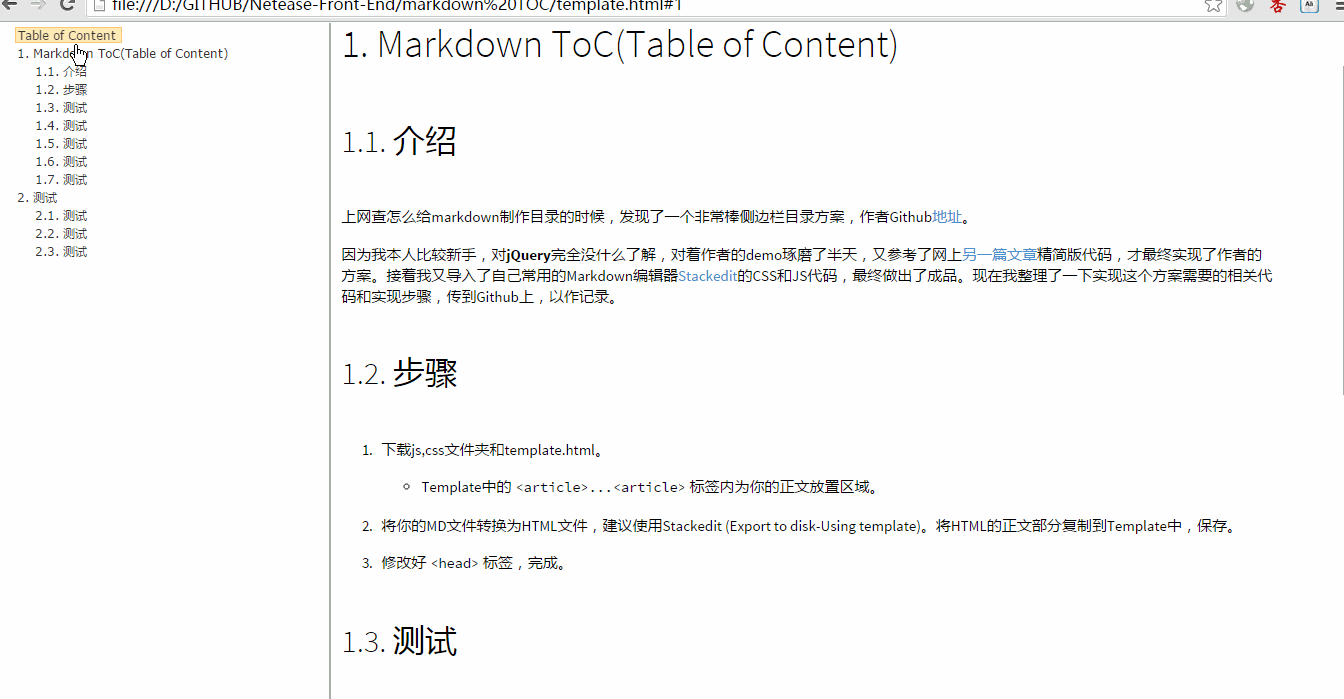 file:///D:/GITHUB/Netease-Front-End/markdown%20TOC/template.html#1
Table of Content
1. Markdown ToC(Table of Content)
1.1. 介绍
1.2. 步骤
1.3. 测试
1.4. 测试
1.5. 测试
1.6. 测试
1.7. 测试
2. 测试
2.1. 测试
2.2. 测试
2.3. 测试
1. Markdown ToC(Table of Content)
1.1. 介绍
上网查怎么给markdown制作目录的时候，发现了一个非常棒侧边栏目录方案，作者Github地址。
因为我本人比较新手，对jQuery完全没什么了解，对着作者的demo琢磨了半天，又参考了网上另一篇文章精简版代码，才最终实现了作者的
方案。接着我又导入了自己常用的Markdown编辑器Stackedit的CSS和JS代码，最终做出了成品。现在我整理了一下实现这个方案需要的相关代
码和实现步骤，传到Github上，以作记录。
1.2. 步骤
1. 下载js,css文件夹和template.html。
Template中的 <article>...<article> 标签内为你的正文放置区域。
2. 将你的MD文件转换为HTML文件，建议使用Stackedit (Export to disk-Using template)。将HTML的正文部分复制到Template中，保存。
3. 修改好 <head> 标签，完成。
1.3. 测试